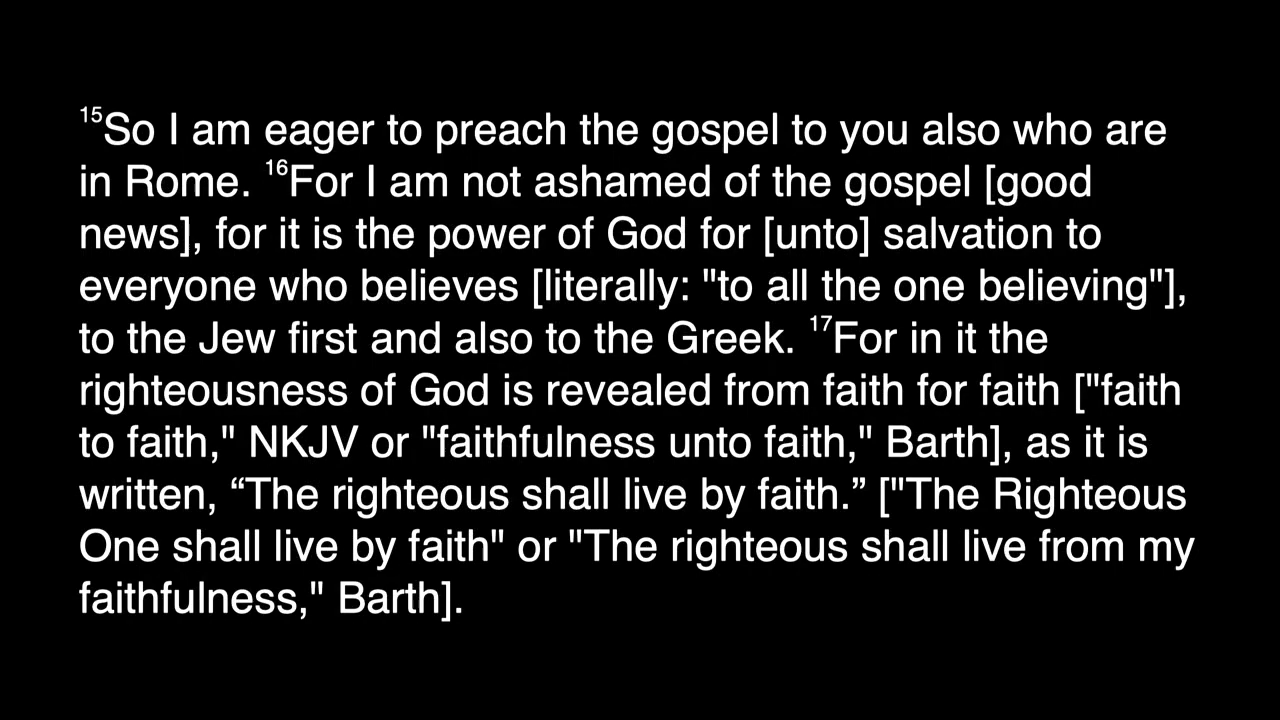 15So I am eager to preach the gospel to you also who are
in Rome. 16For I am not ashamed of the gospel [good
news], for it is the power of God for [unto] salvation to
everyone who believes [literally: "to all the one believing"],
to the Jew first and also to the Greek. 17For in it the
righteousness of God is revealed from faith for faith ["faith
to faith," NKJV or "faithfulness unto faith," Barth], as it is
written, “The righteous shall live by faith.” ["The Righteous
One shall live by faith" or "The righteous shall live from my
faithfulness," Barth].